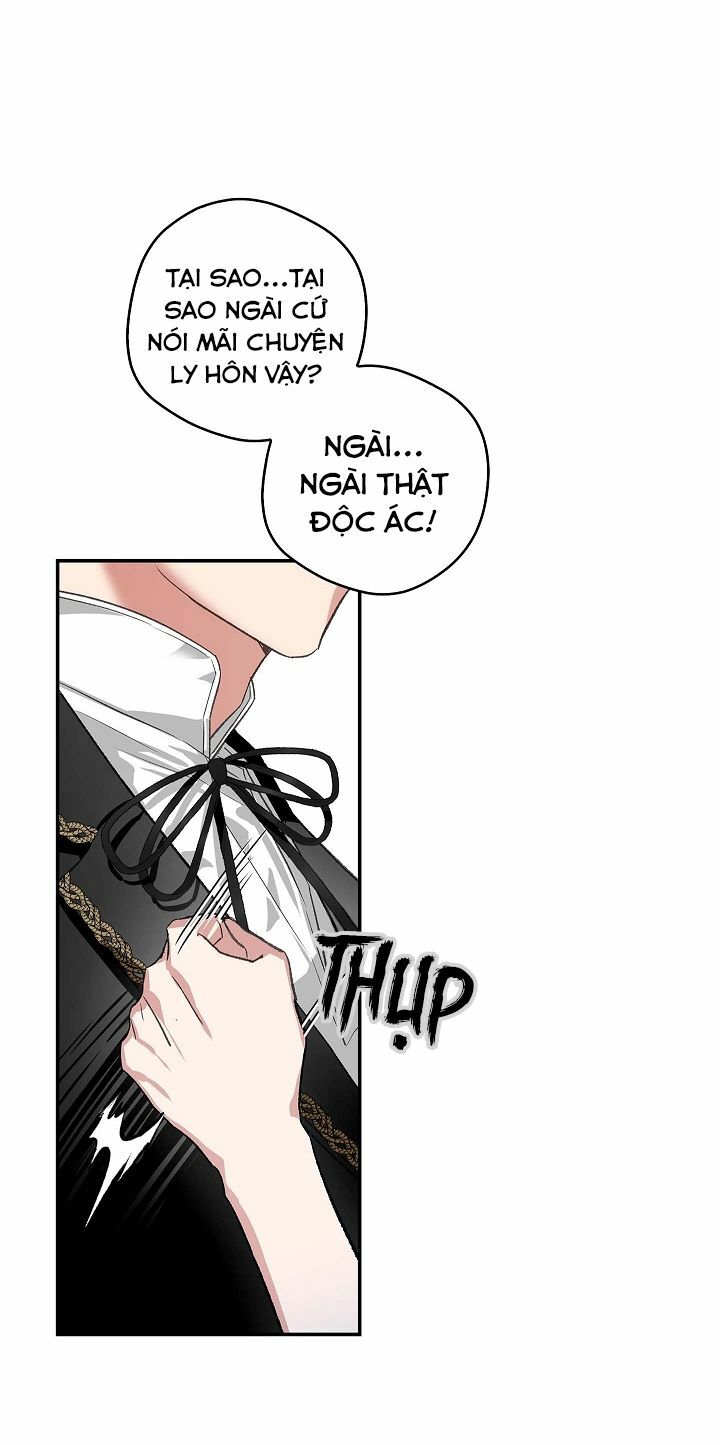 TẠI SAO...TẠI
SAO NGÀI CỨ
NÓI MÃI CHUYỆN
LY HÔN VẬY?
NGÀI...
NGÀI THẬT
ĐỘC ÁC!
THỤP